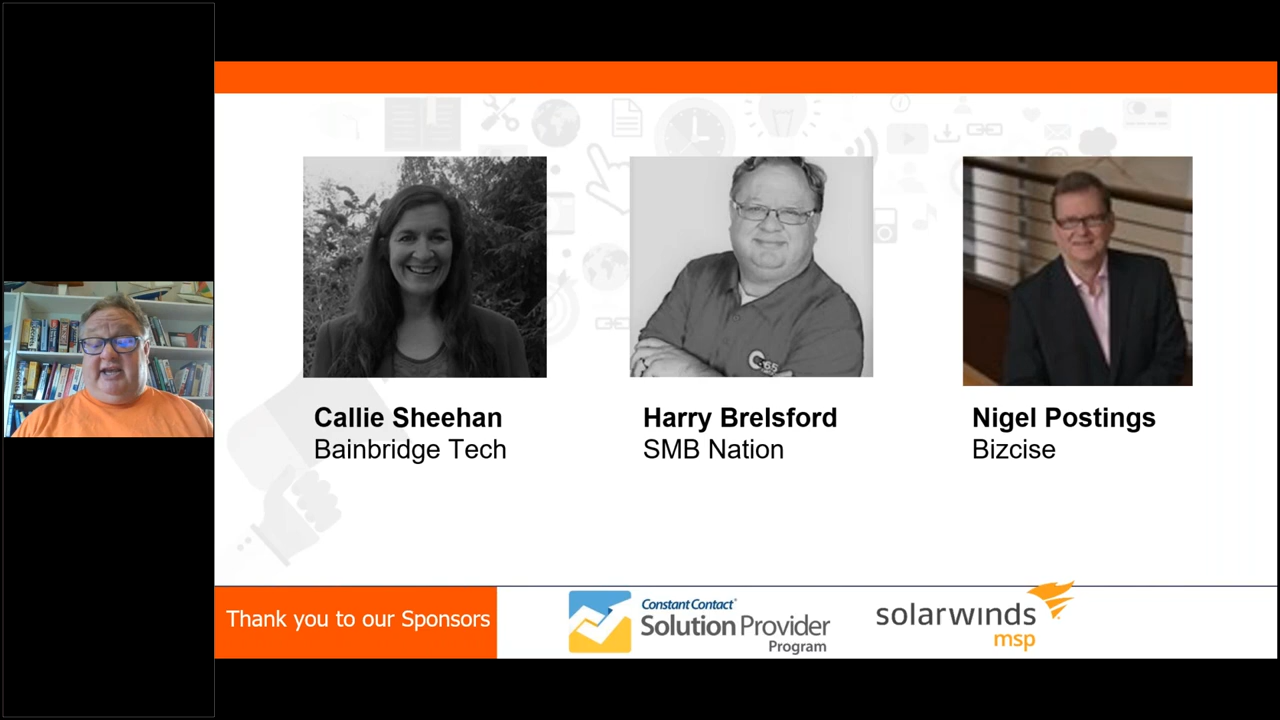 Callie Sheehan
Bainbridge Tech
Harry Brelsford
SMB Nation
Nigel Postings
Bizcise
Thank you to our Sponsors
Constant Contact®
Solution Provider
Program
solarwinds
msp